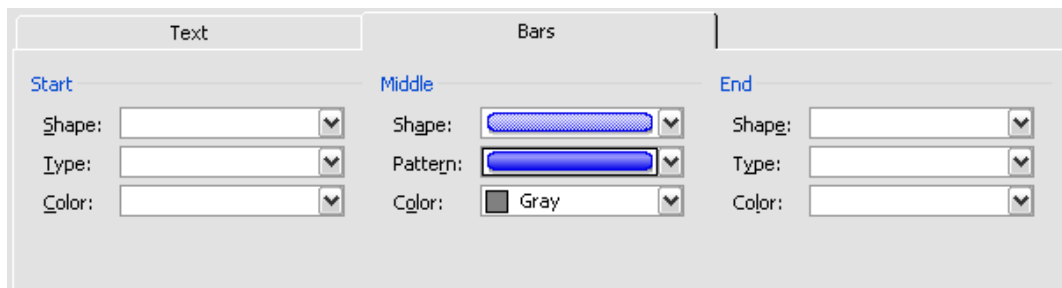 Text Bars
Start Middle End
Shape: Shape: Shape:
Type: Pattern: Type:
Color: Color: Gray Color: